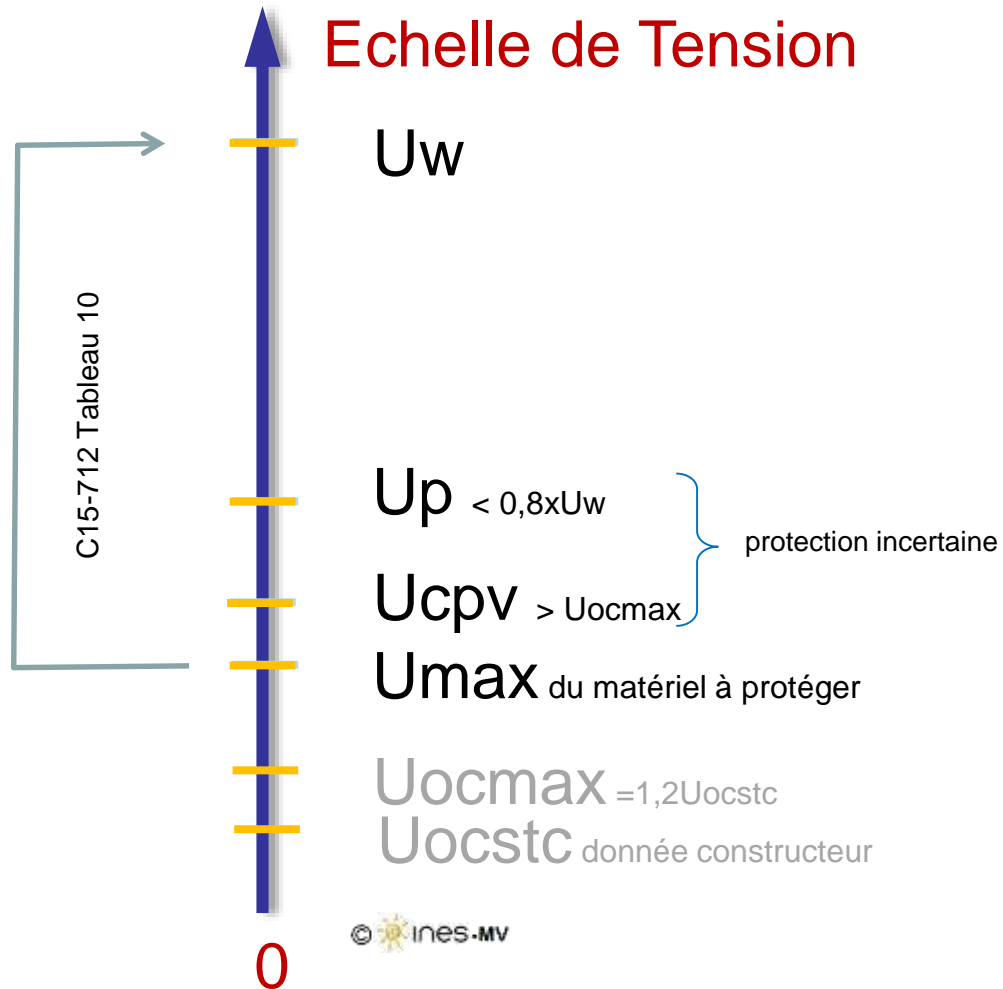 Echelle de Tension
Uw
C15-712 Tableau 10
Up < 0,8xUw
protection incertaine
Ucpv > Uocmax
Umax du matériel à protéger
Uocmax =1,2Uocstc
Uocstc donnée constructeur
© ines-MV
0